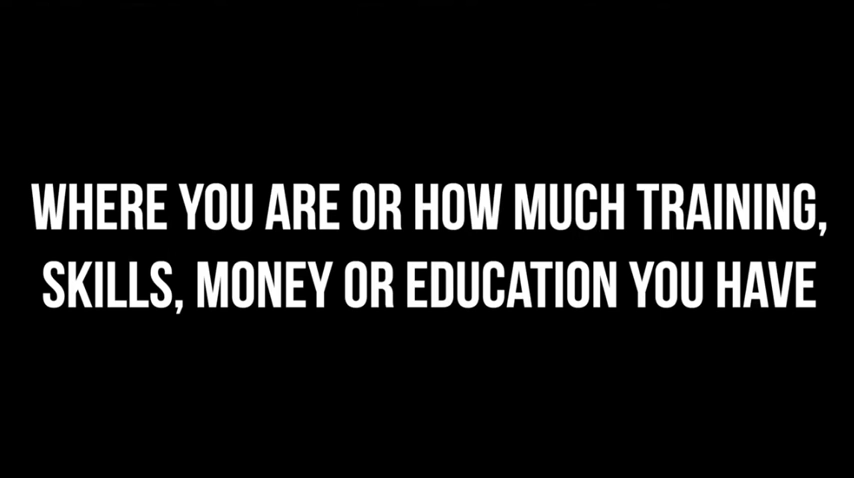 WHERE YOU ARE OR HOW MUCH TRAINING,
SKILLS, MONEY OR EDUCATION YOU HAVE